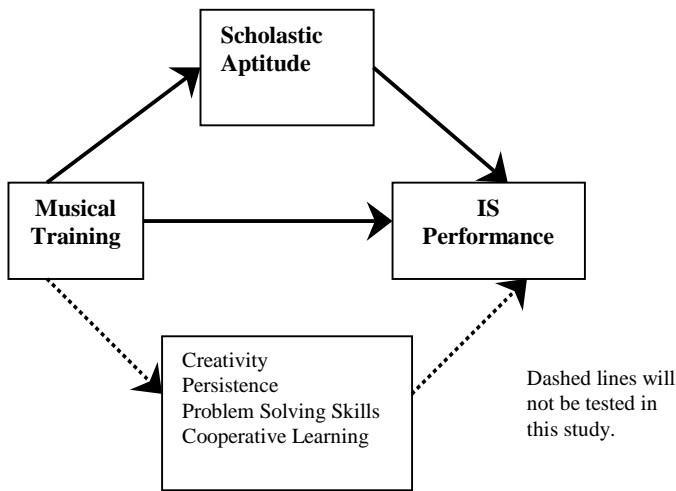 Scholastic
Aptitude
Musical
Training
IS
Performance
Creativity
Persistence
Problem Solving Skills
Cooperative Learning
Dashed lines will
not be tested in
this study.